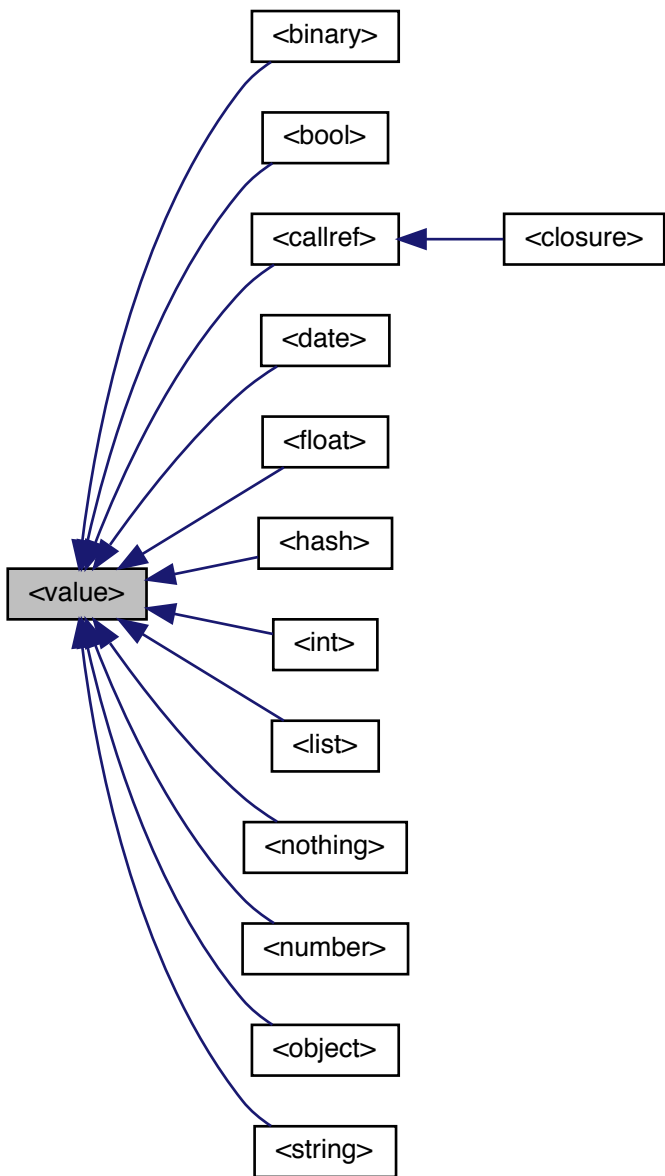 <binary>
<bool>
<callref>
<closure>
<date>
<float>
<hash>
<value>
<int>
<list>
<nothing>
<number>
<object>
<string>